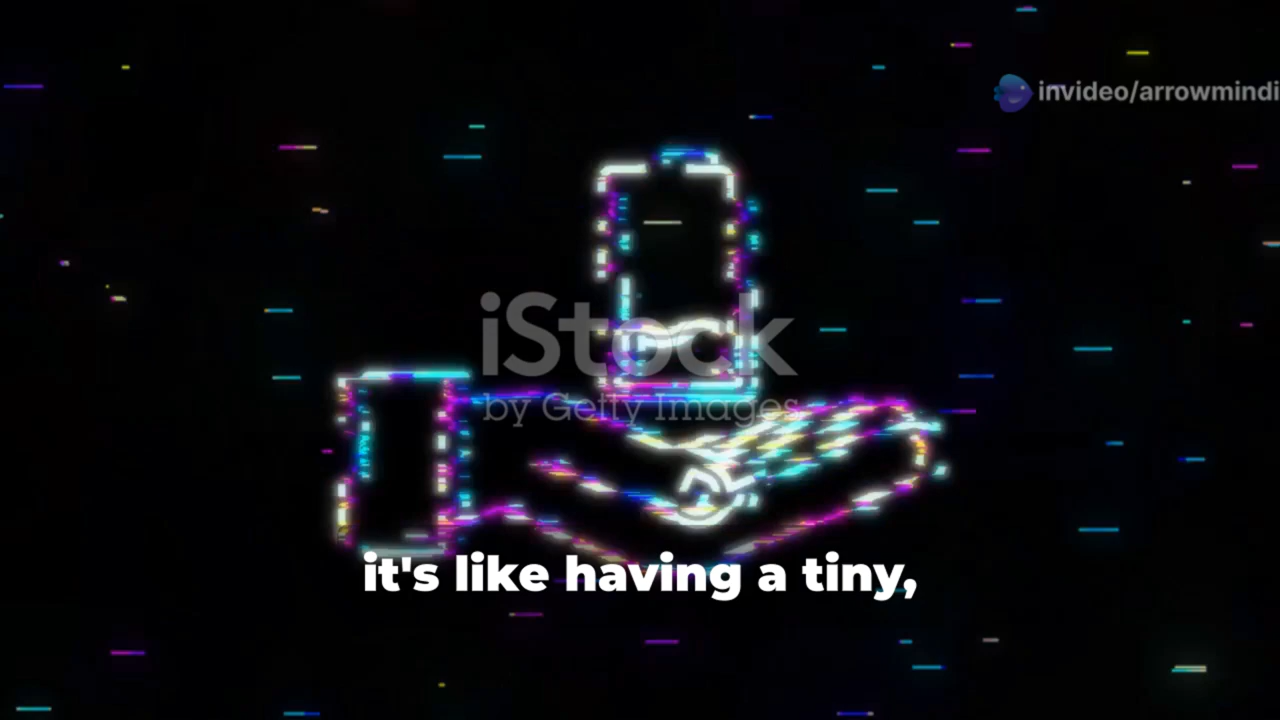 invideo/arrowmindi
iStock
by Getty Images
it's like having a tiny,